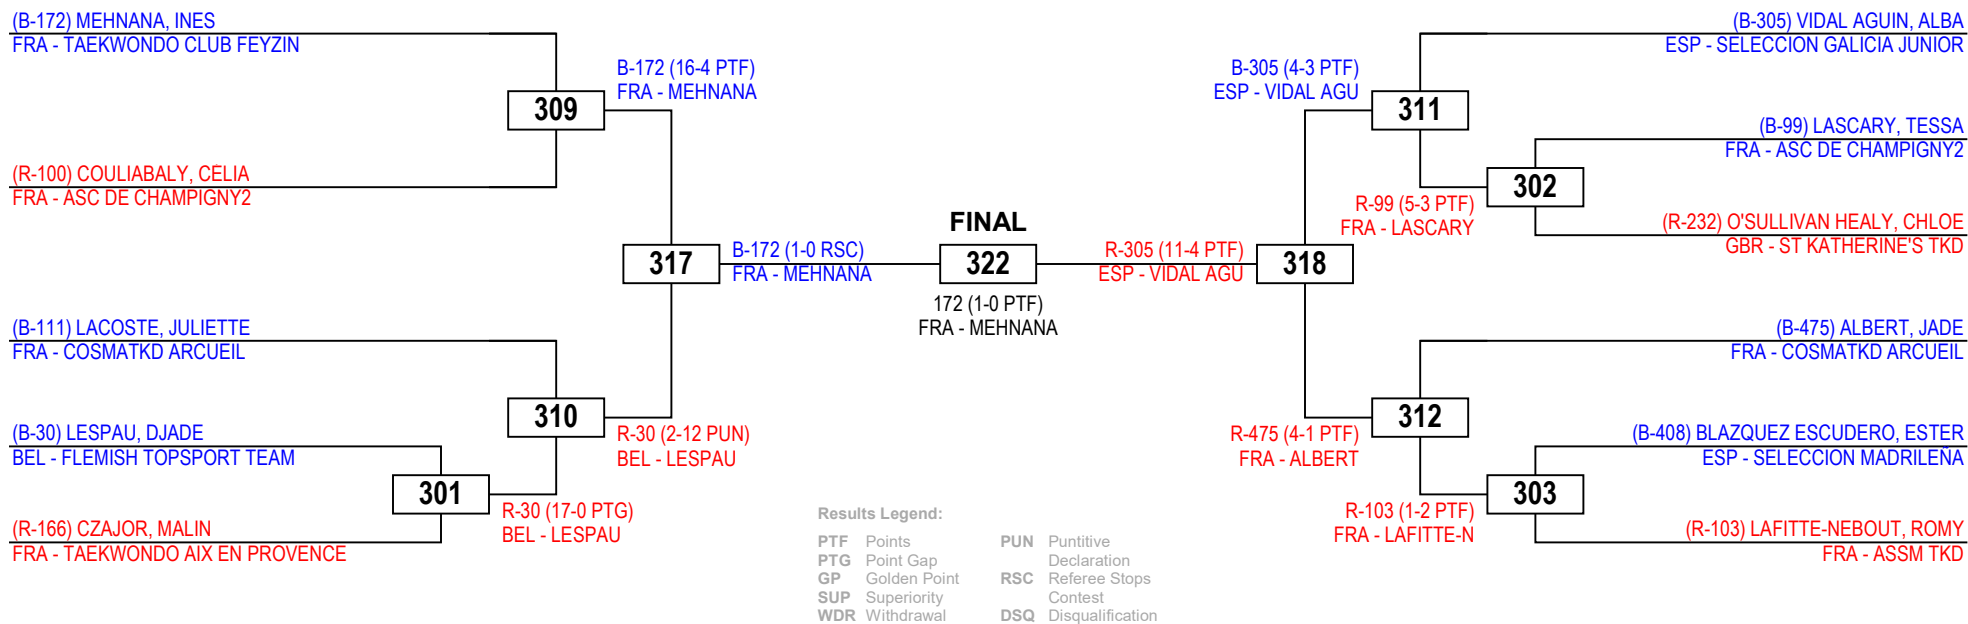 (B-172) MEHNANA, INES
FRA - TAEKWONDO CLUB FEYZIN
B-172 (16-4 PTF)
FRA - MEHNANA
309
(R-100) COULIABALY, CÉLIA
FRA - ASC DE CHAMPIGNY2
317
B-172 (1-0 RSC)
FRA - MEHNANA
(B-111) LACOSTE, JULIETTE
FRA - COSMATKD ARCUEIL
310
R-30 (2-12 PUN)
BEL - LESPAU
(B-30) LESPAU, DJADE
BEL - FLEMISH TOPSPORT TEAM
301
R-30 (17-0 PTG)
BEL - LESPAU
(R-166) CZAJOR, MALIN
FRA - TAEKWONDO AIX EN PROVENCE
FINAL
322
172 (1-0 PTF)
FRA - MEHNANA
(B-305) VIDAL AGUIN, ALBA
ESP - SELECCION GALICIA JUNIOR
B-305 (4-3 PTF)
ESP - VIDAL AGU
311
(B-99) LASCARY, TESSA
FRA - ASC DE CHAMPIGNY2
302
R-99 (5-3 PTF)
FRA - LASCARY
(R-232) O'SULLIVAN HEALY, CHLOE
GBR - ST KATHERINE'S TKD
R-305 (11-4 PTF)
ESP - VIDAL AGU
318
(B-475) ALBERT, JADE
FRA - COSMATKD ARCUEIL
312
R-475 (4-1 PTF)
FRA - ALBERT
(B-408) BLAZQUEZ ESCUDERO, ESTER
ESP - SELECCION MADRILEÑA
303
R-103 (1-2 PTF)
FRA - LAFITTE-N
(R-103) LAFITTE-NEBOUT, ROMY
FRA - ASSM TKD
Results Legend:
PTF Points
PTG Point Gap
GP Golden Point
SUP Superiority
WDR Withdrawal
PUN Puntitive
Declaration
RSC Referee Stops
Contest
DSQ Disqualification